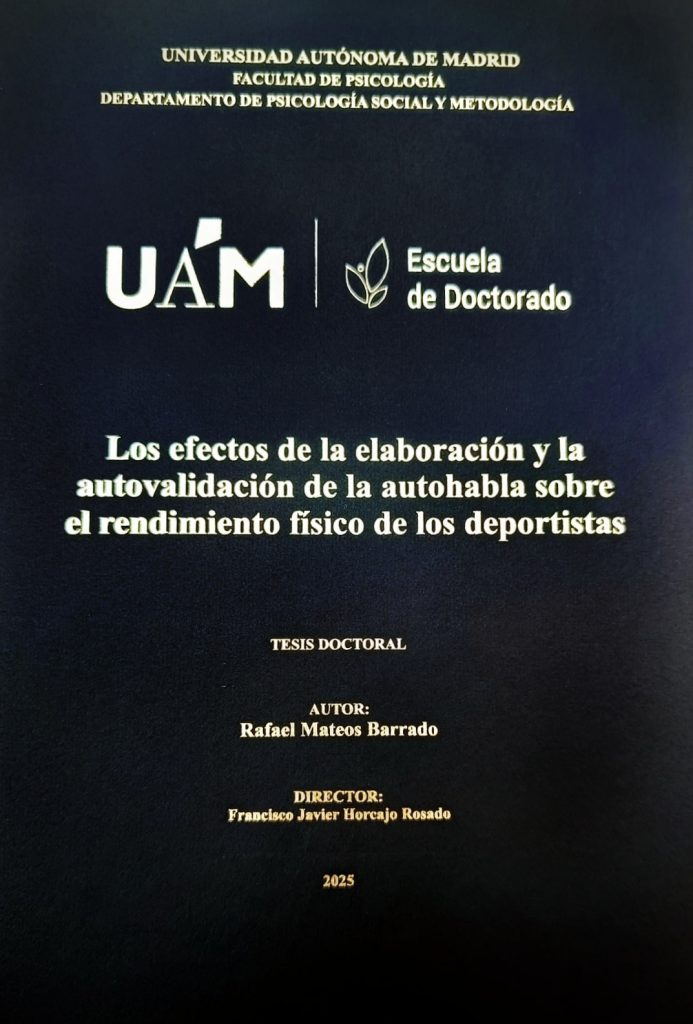 UNIVERSIDAD AUTÓNOMA DE MADRID
FACULTAD DE PSICOLOGÍA
DEPARTAMENTO DE PSICOLOGÍA SOCIAL Y METODOLOGÍA
UAM
Escuela
de Doctorado
Los efectos de la elaboración y la
autovalidación de la autohabla sobre
el rendimiento físico de los deportistas
TESIS DOCTORAL
AUTOR:
Rafael Mateos Barrado
DIRECTOR:
Francisco Javier Horcajo Rosado
2025